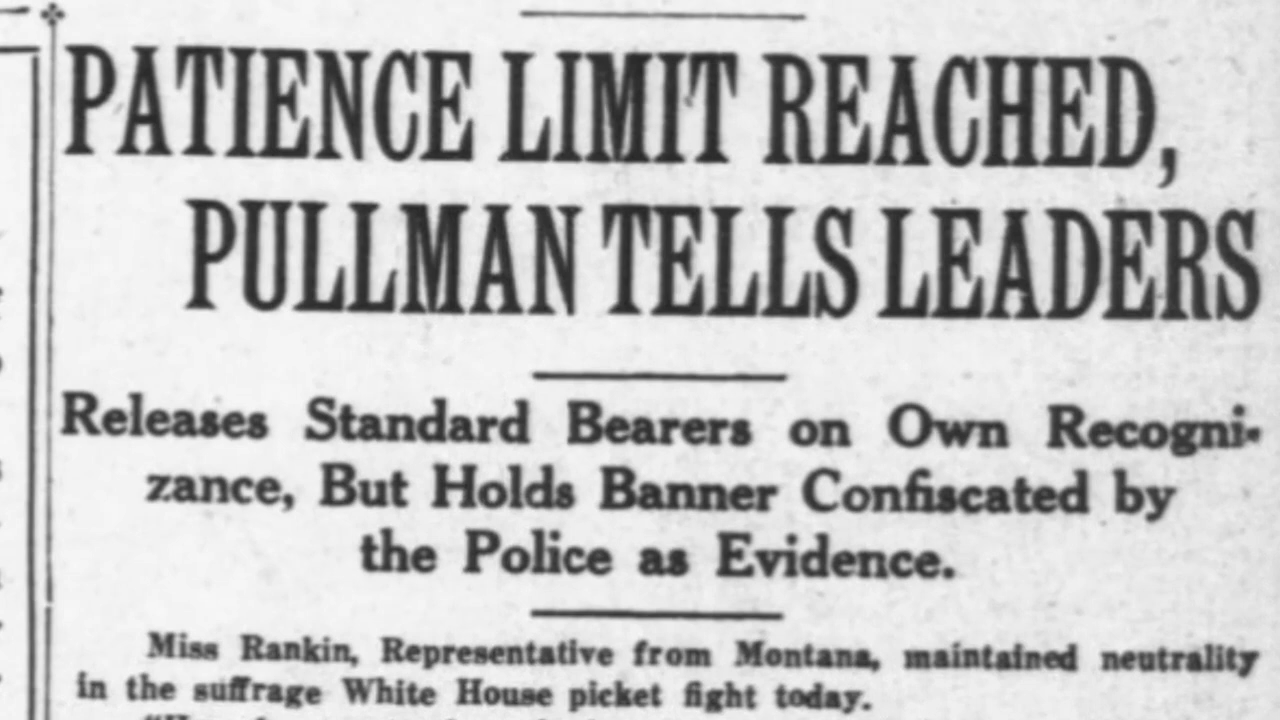 PATIENCE LIMIT REACHED,
PULLMAN TELLS LEADERS
Releases Standard Bearers on Own Recogni-
zance, But Holds Banner Confiscated by
the Police as Evidence.
Miss Rankin, Representative from Montana, maintained neutrality
in the suffrage White House picket fight today.